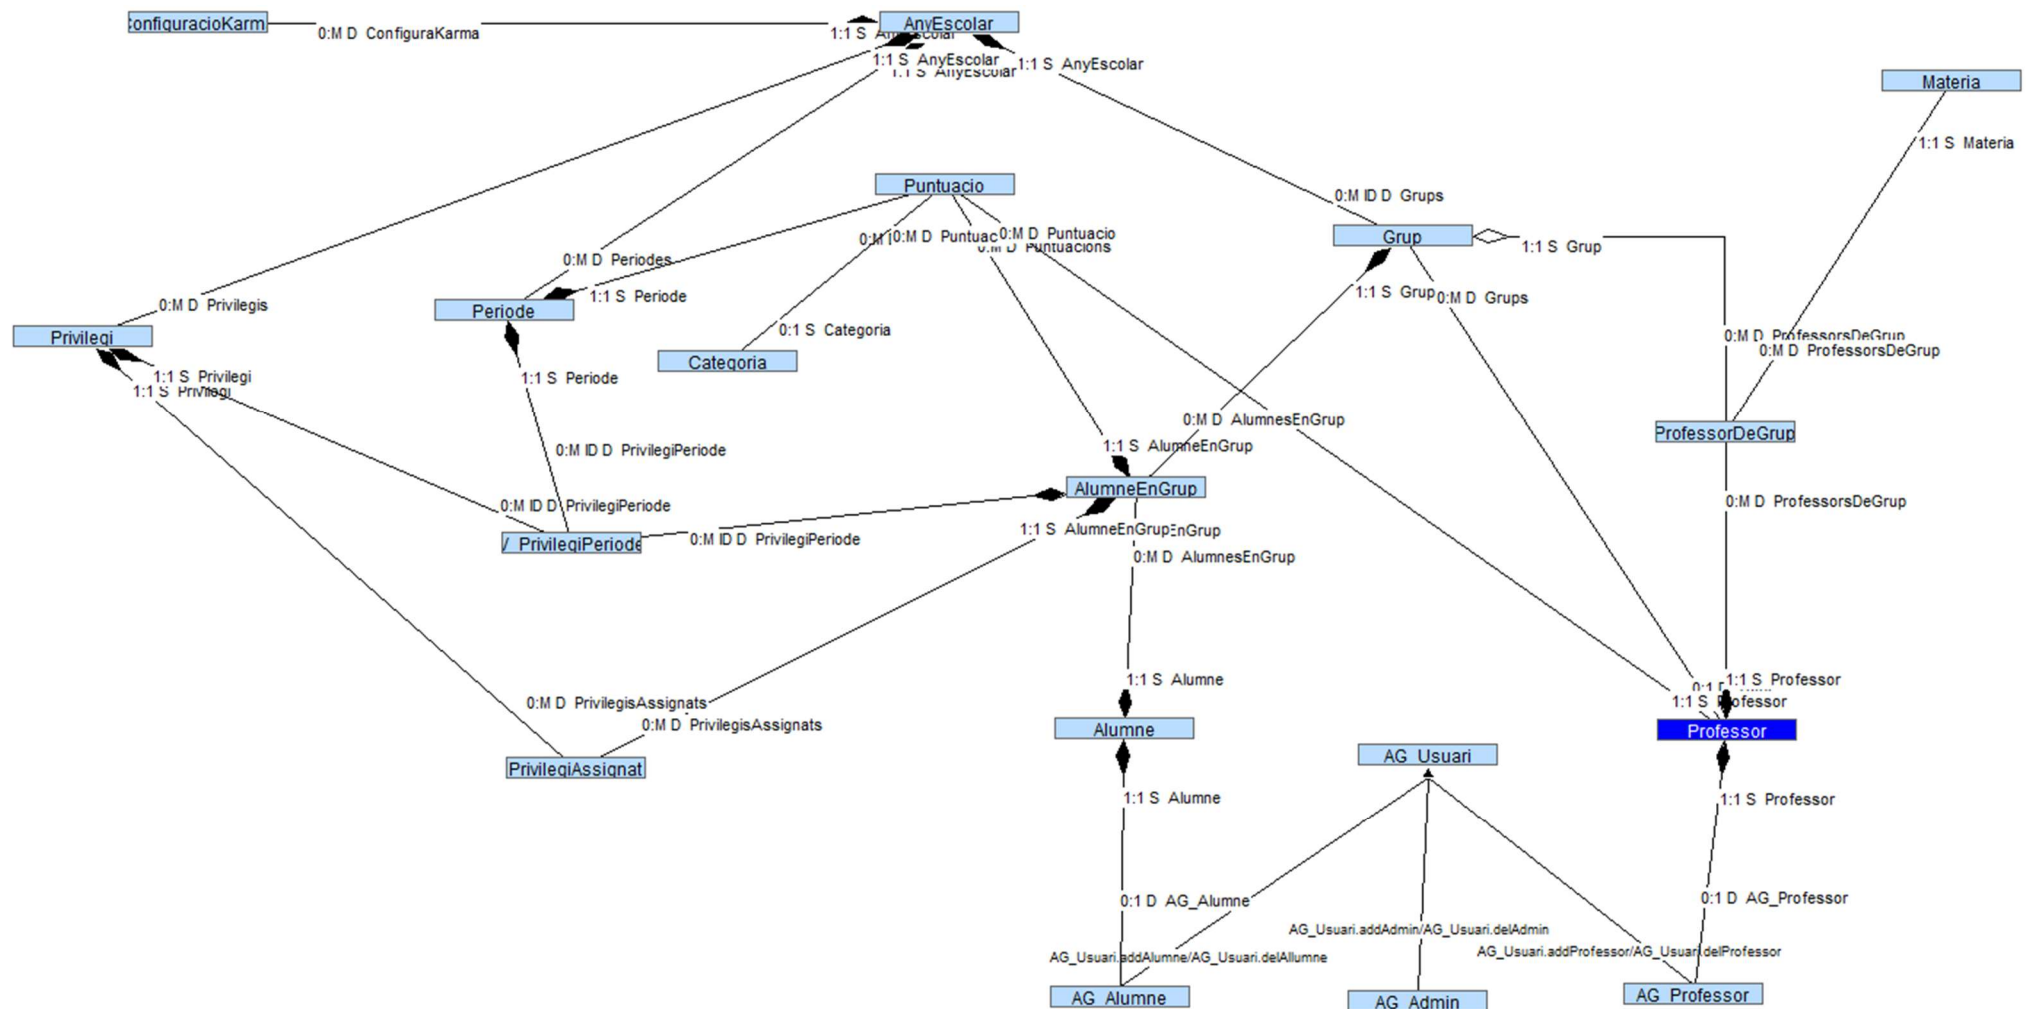 onfiguracioKarm
AnyEscolar
0:M D ConfiguraKarma
1:1 S AnyEscolar
1:1 S AnyEscolar
1:1 S AnyEscolar
1:1 S AnyEscolar
Materia
1:1 S Materia
Puntuacio
0:M ID D Grups
Grup
0:M D Puntuac
0:M D Puntuacio
0:M D Puntuacions
1:1 S Grup
0:M D Periodes
1:1 S Periode
1:1 S Grup
0:M D Grups
0:M D Privilegis
Periode
Privilegi
0:1 S Categoria
0:M D ProfessorsDeGrup
0:M D ProfessorsDeGrup
Categoria
1:1 S Privilegi
1:1 S Privilegi
1:1 S Periode
0:M D AlumnesEnGrup
ProfessorDeGrup
0:M ID D PrivilegiPeriode
1:1 S AlumneEnGrup
AlumneEnGrup
0:M ID D PrivilegiPeriode
0:M D ProfessorsDeGrup
1:1 S AlumneEnGrup
EnGrup
V_PrivilegiPeriode
0:M ID D PrivilegiPeriode
0:M D AlumnesEnGrup
1:1 S Alumne
1:1 S Professor
0:M D PrivilegisAssignats
1:1 S Professor
0:M D PrivilegisAssignats
Alumne
Professor
PrivilegiAssignat
AG_Usuari
1:1 S Alumne
1:1 S Professor
0:1 D AG_Alumne
0:1 D AG_Professor
AG_Usuari.addAdmin/AG_Usuari.delAdmin
AG_Usuari.addAlumne/AG_Usuari.delAllumne
AG_Usuari.addProfessor/AG_Usuari.delProfessor
AG_Alumne
AG_Admin
AG_Professor